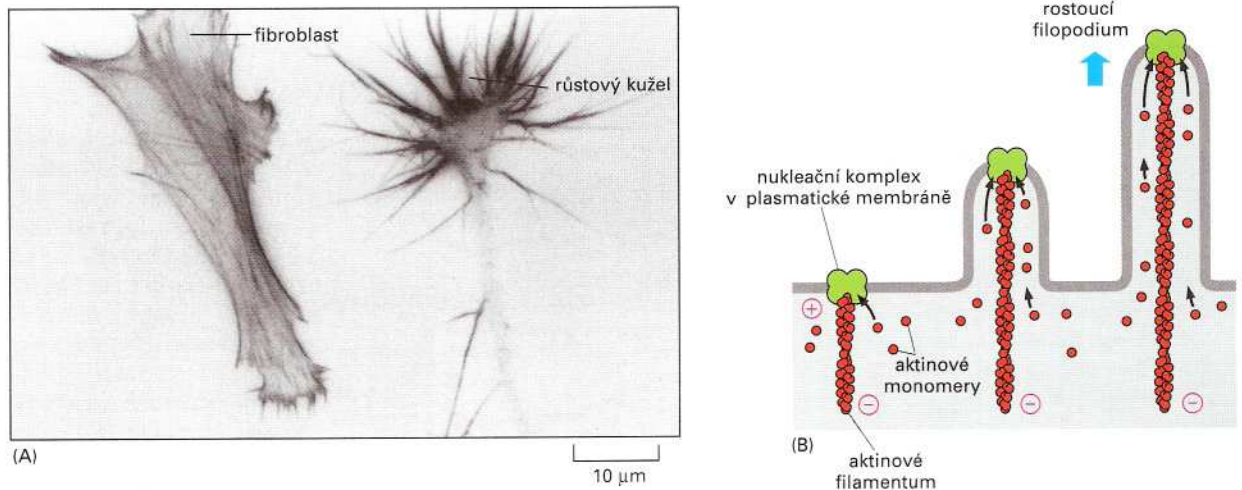 fibroblast
růstový kužel
(A)
10 μm
rostoucí
filopodium
nukleační komplex
v plasmatické membráně
+
aktinové
monomery
−
−
−
(B)
aktinové
filamentum